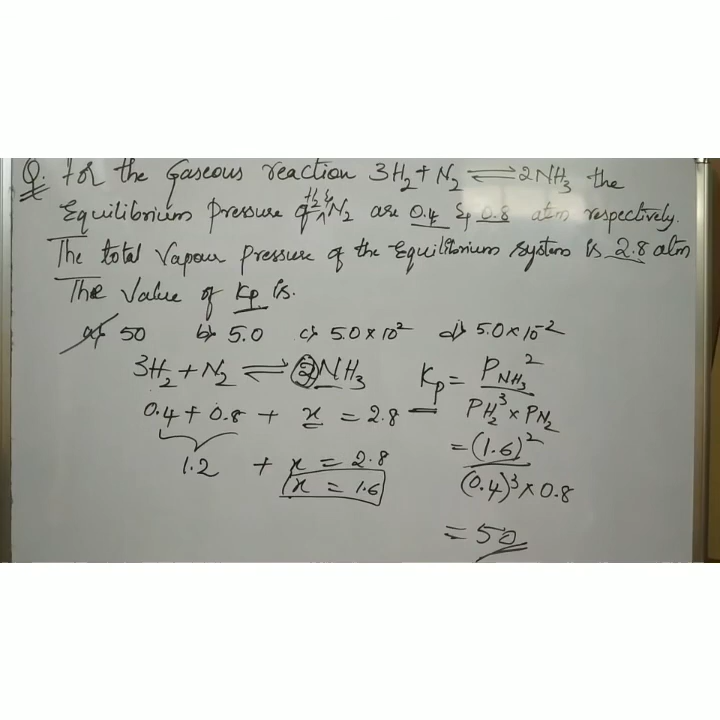 Q. For the Gaseous reaction 3H₂ + N₂ ⇌ 2NH₃ the
Equilibrium Pressure of H₂ & N₂ are 0.4 & 0.8 atm respectively.
The total Vapour pressure of the Equilibrium system is 2.8 atm
The Value of Kp is.
a) 50 b) 5.0 c) 5.0 × 10² d) 5.0 × 10⁻²
3H₂ + N₂ ⇌ 2NH₃
0.4 + 0.8 + x = 2.8
1.2 + x = 2.8
x = 1.6
Kp = P_NH₃² / PH₂³ × PN₂
= (1.6)² / (0.4)³ × 0.8
= 50